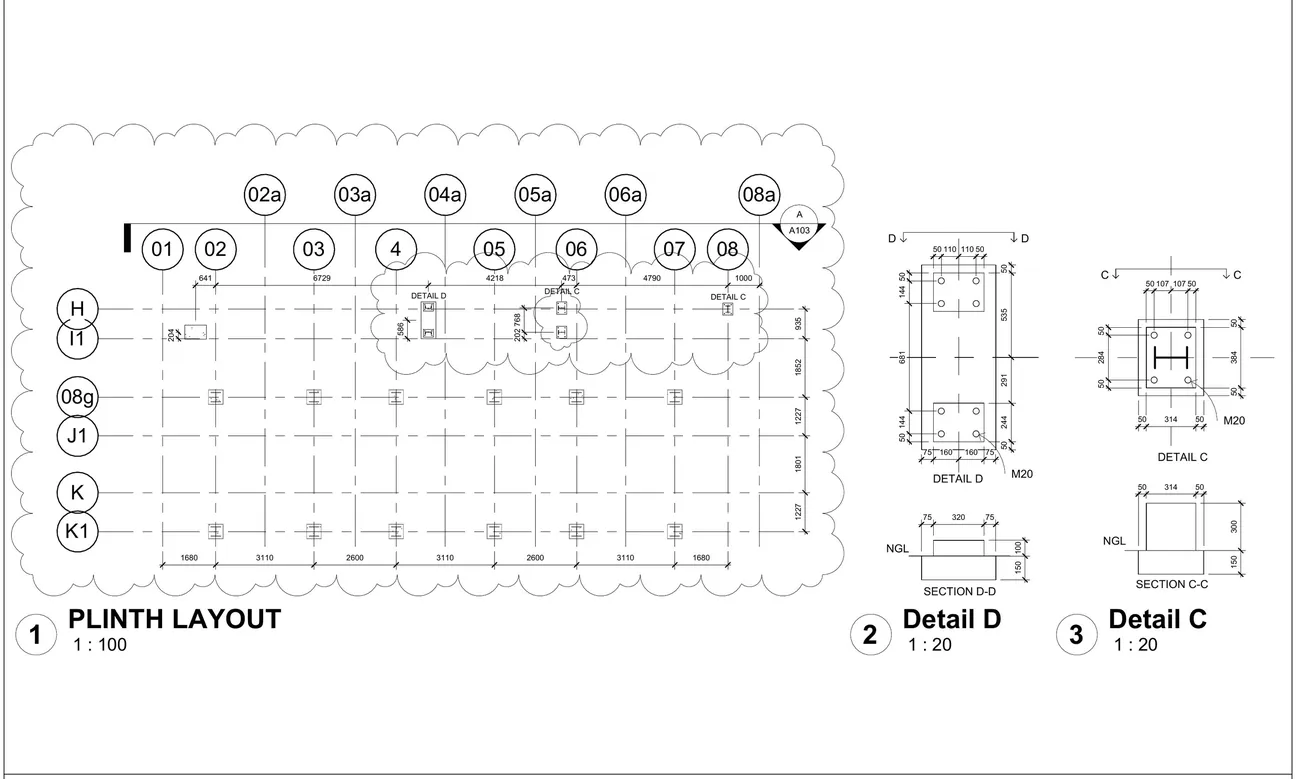 02a 03a 04a 05a 06a 08a
A
A103
01 02 03 4 05 06 07 08
641 6729 4218 473 4790 1000
DETAIL D DETAIL C DETAIL C
H
I1
08g
J1
K
K1
204
586
202 768
935
1852
1227
1801
1227
1680 3110 2600 3110 2600 3110 1680
1 PLINTH LAYOUT
1 : 100
D D
50 110 110 50
50
144
681
144
50
50
535
291
244
50
75 160 160 75
M20
DETAIL D
75 320 75
NGL
100
150
SECTION D-D
2 Detail D
1 : 20
C C
50 107 107 50
50
284
50
50
384
50
50 314 50
M20
DETAIL C
50 314 50
NGL
300
150
SECTION C-C
3 Detail C
1 : 20